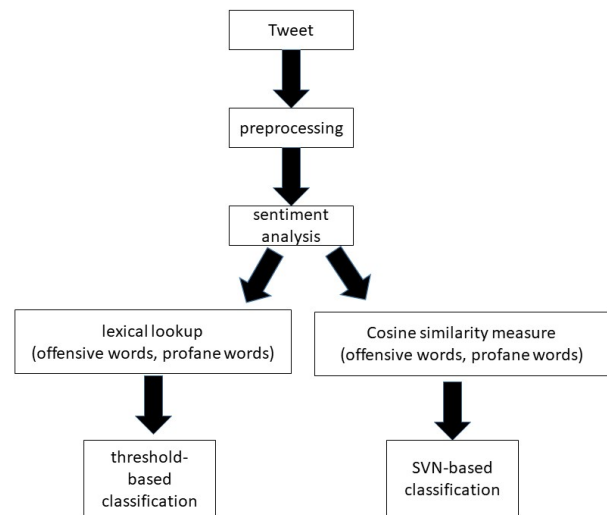 Tweet
preprocessing
sentiment
analysis
lexical lookup
(offensive words, profane words)
Cosine similarity measure
(offensive words, profane words)
threshold-
based
classification
SVN-based
classification